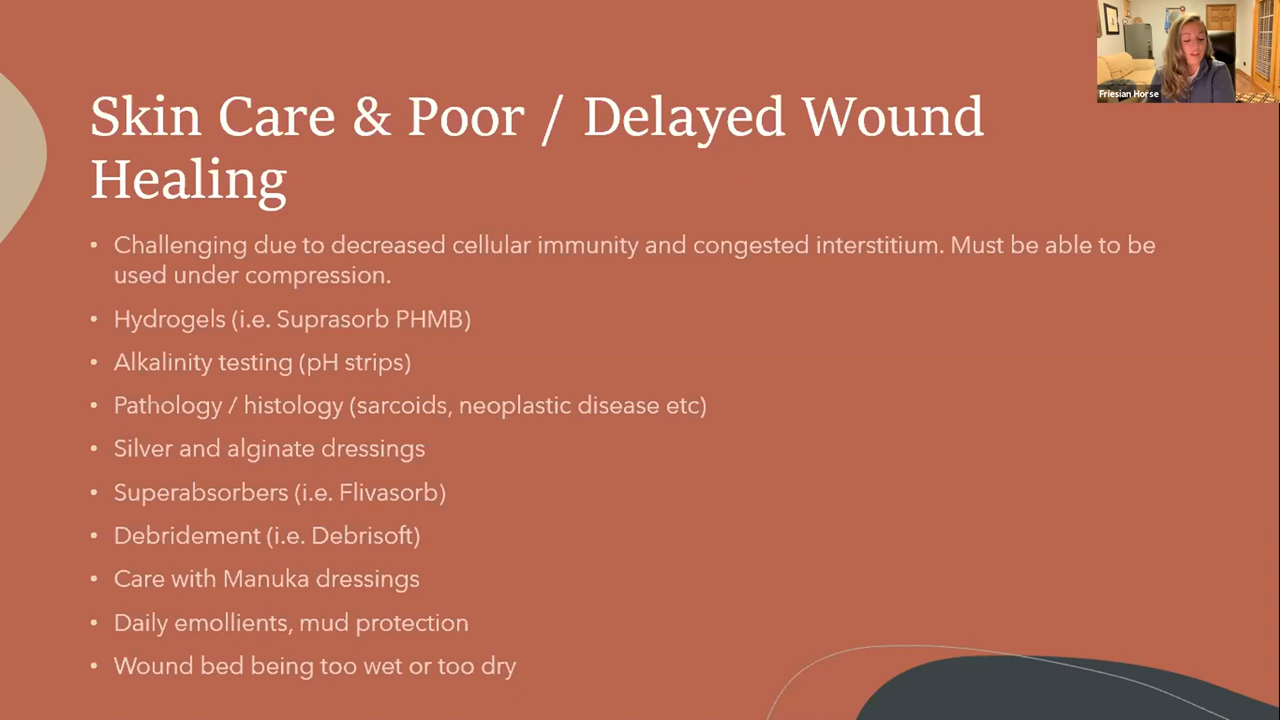 Friesian Horse
Skin Care & Poor / Delayed Wound
Healing
• Challenging due to decreased cellular immunity and congested interstitium. Must be able to be
used under compression.
• Hydrogels (i.e. Suprasorb PHMB)
• Alkalinity testing (pH strips)
• Pathology / histology (sarcoids, neoplastic disease etc)
• Silver and alginate dressings
• Superabsorbers (i.e. Flivasorb)
• Debridement (i.e. Debrisoft)
• Care with Manuka dressings
• Daily emollients, mud protection
• Wound bed being too wet or too dry